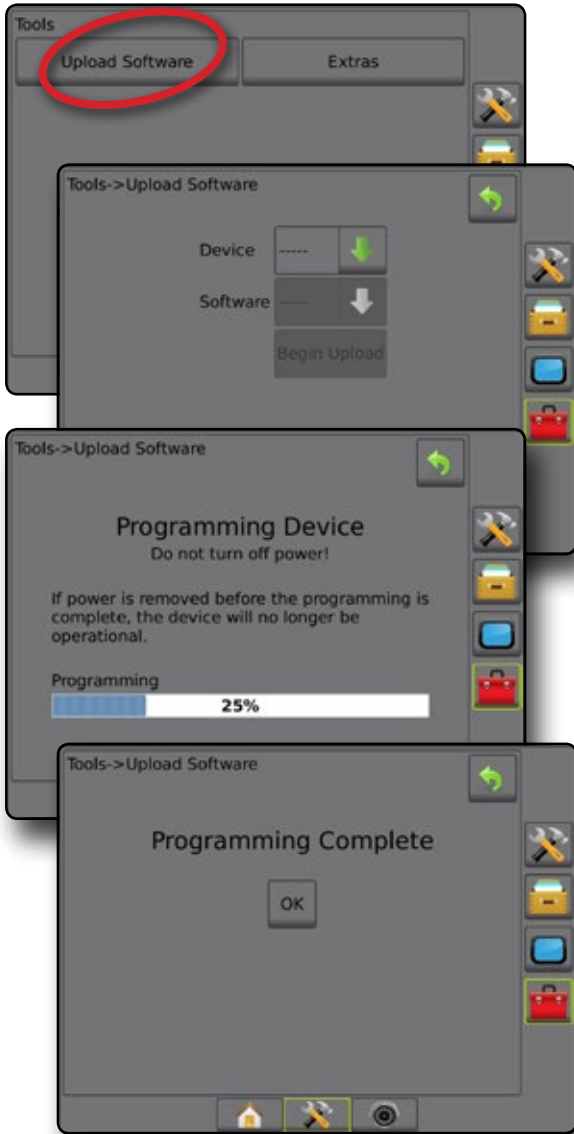 Tools
Upload Software Extras
Tools->Upload Software
Device -----
Software -----
Begin Upload
Tools->Upload Software
Programming Device
Do not turn off power!
If power is removed before the programming is
complete, the device will no longer be
operational.
Programming
25%
Tools->Upload Software
Programming Complete
OK